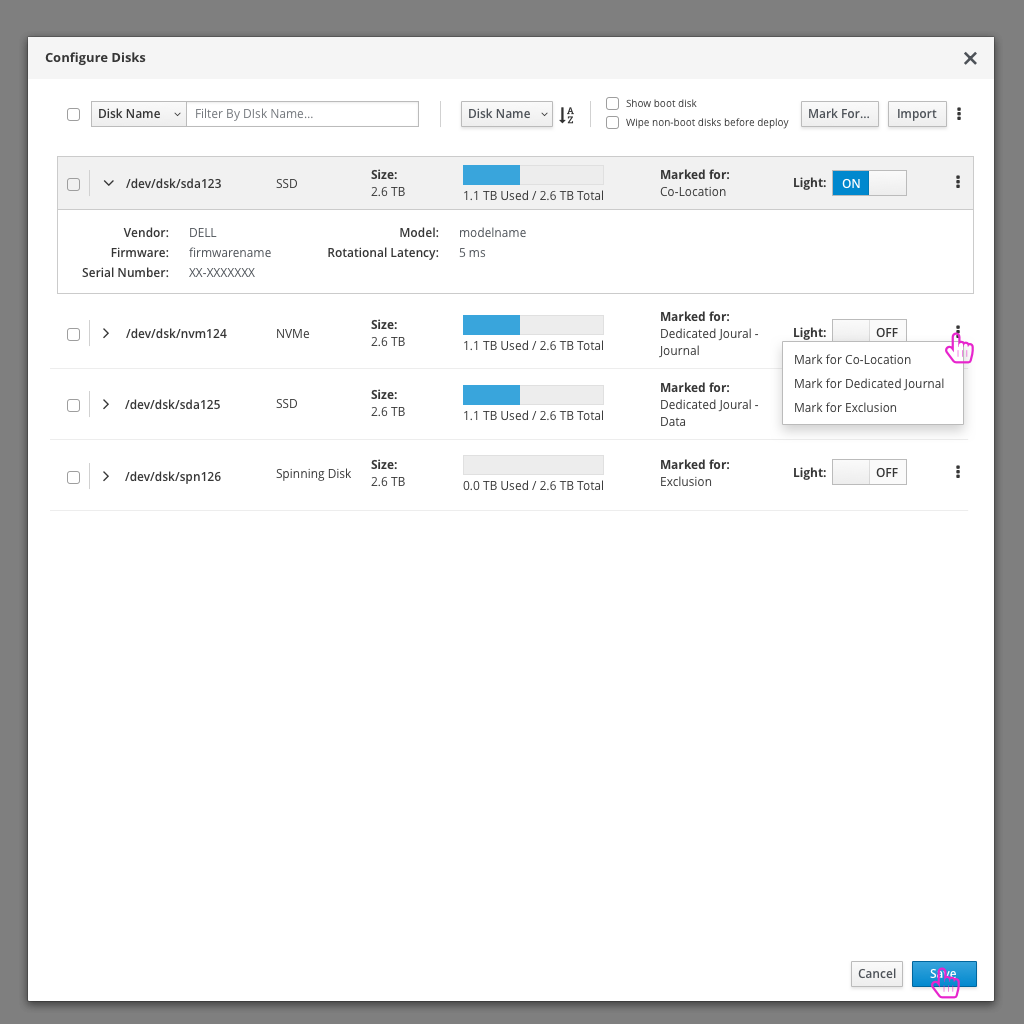 Configure Disks
Disk Name Filter By DIsk Name... Disk Name A Z Show boot disk Mark For... Import
Wipe non-boot disks before deploy
/dev/dsk/sda123 SSD Size: 2.6 TB 1.1 TB Used / 2.6 TB Total Marked for: Co-Location Light: ON
Vendor: DELL Model: modelname
Firmware: firmwarename Rotational Latency: 5 ms
Serial Number: XX-XXXXXXX
/dev/dsk/nvm124 NVMe Size: 2.6 TB 1.1 TB Used / 2.6 TB Total Marked for: Dedicated Joural - Journal Light: OFF
Mark for Co-Location
Mark for Dedicated Journal
Mark for Exclusion
/dev/dsk/sda125 SSD Size: 2.6 TB 1.1 TB Used / 2.6 TB Total Marked for: Dedicated Joural - Data
/dev/dsk/spn126 Spinning Disk Size: 2.6 TB 0.0 TB Used / 2.6 TB Total Marked for: Exclusion Light: OFF
Cancel Save